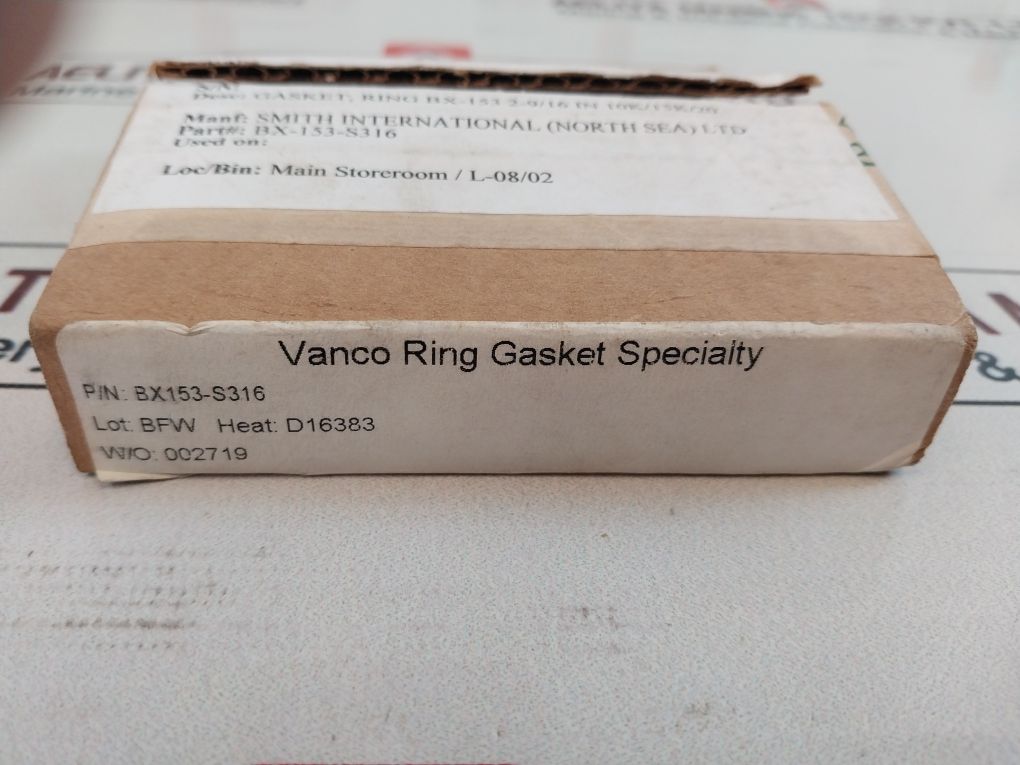 Desc: GASKET, RING BX-153 2-9/16 IN 10K/15K/20
Manf: SMITH INTERNATIONAL (NORTH SEA) LTD
Part#: BX-153-S316
Used on:
Loc/Bin: Main Storeroom / L-08/02
Vanco Ring Gasket Specialty
P/N: BX153-S316
Lot: BFW Heat: D16383
W/O: 002719